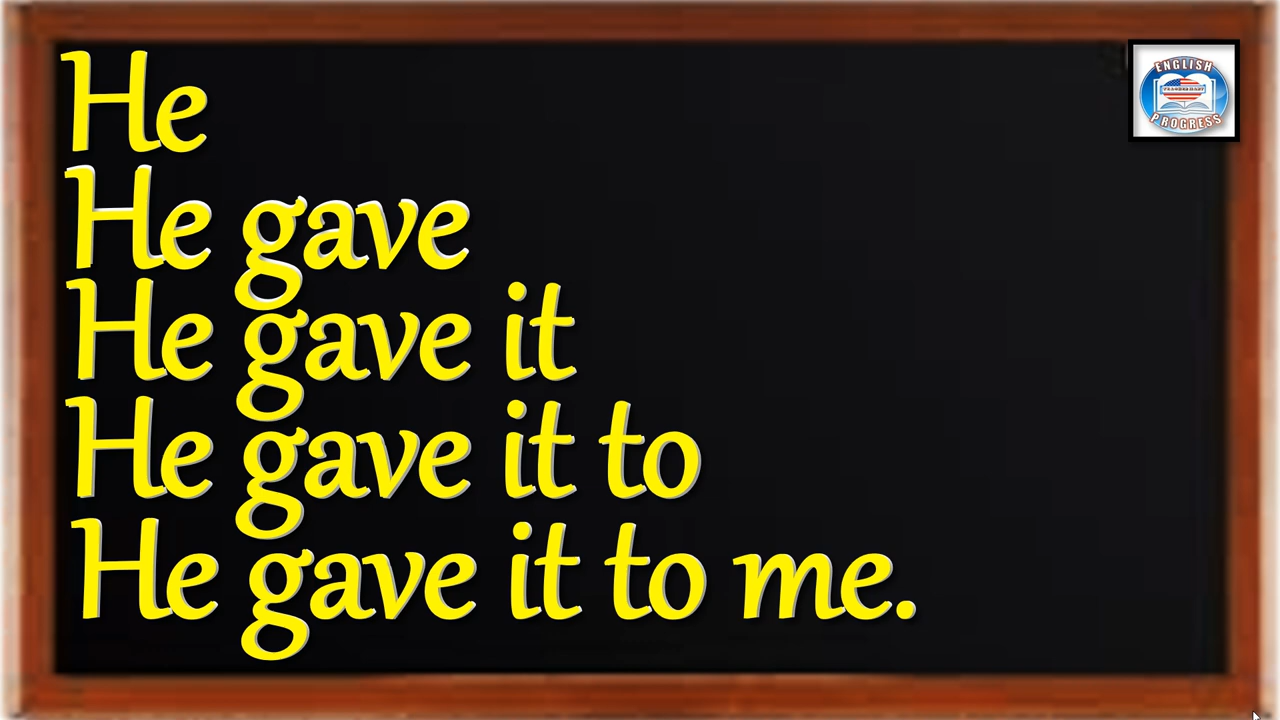 He
He gave
He gave it
He gave it to
He gave it to me.
ENGLISH
PROGRESS